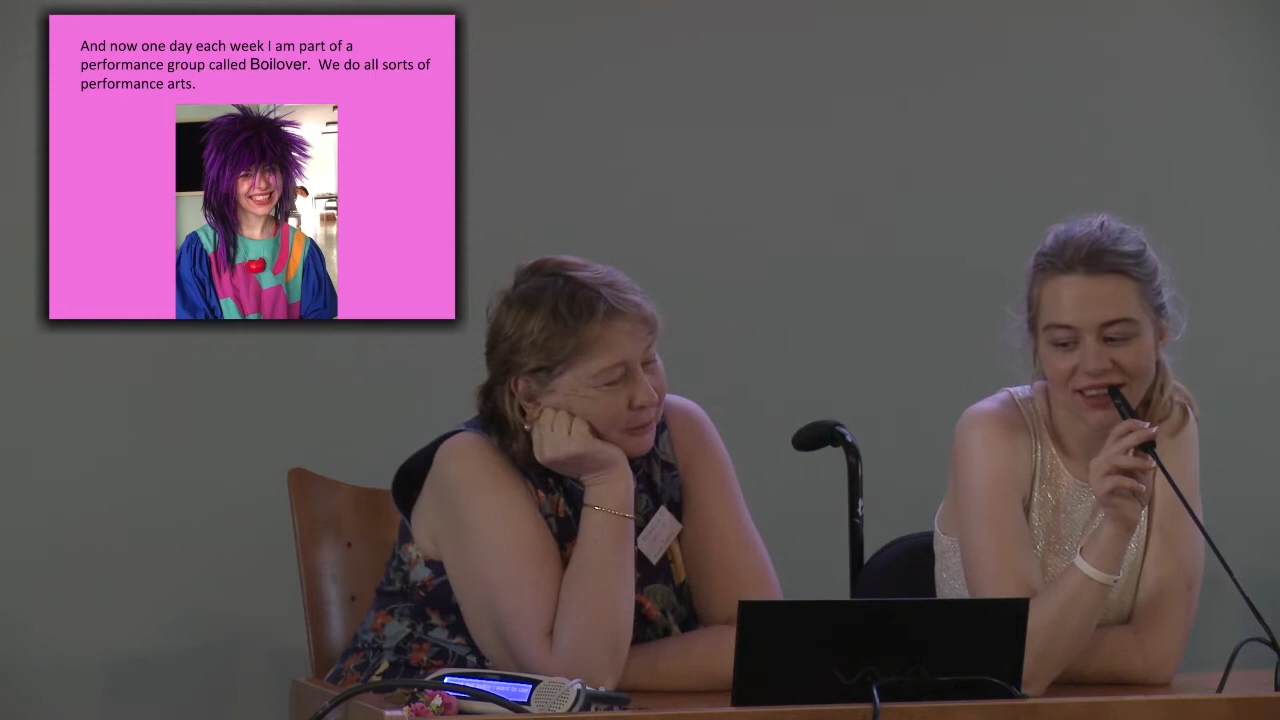 And now one day each week I am part of a
performance group called Boilover.  We do all sorts of
performance arts.
VAIO